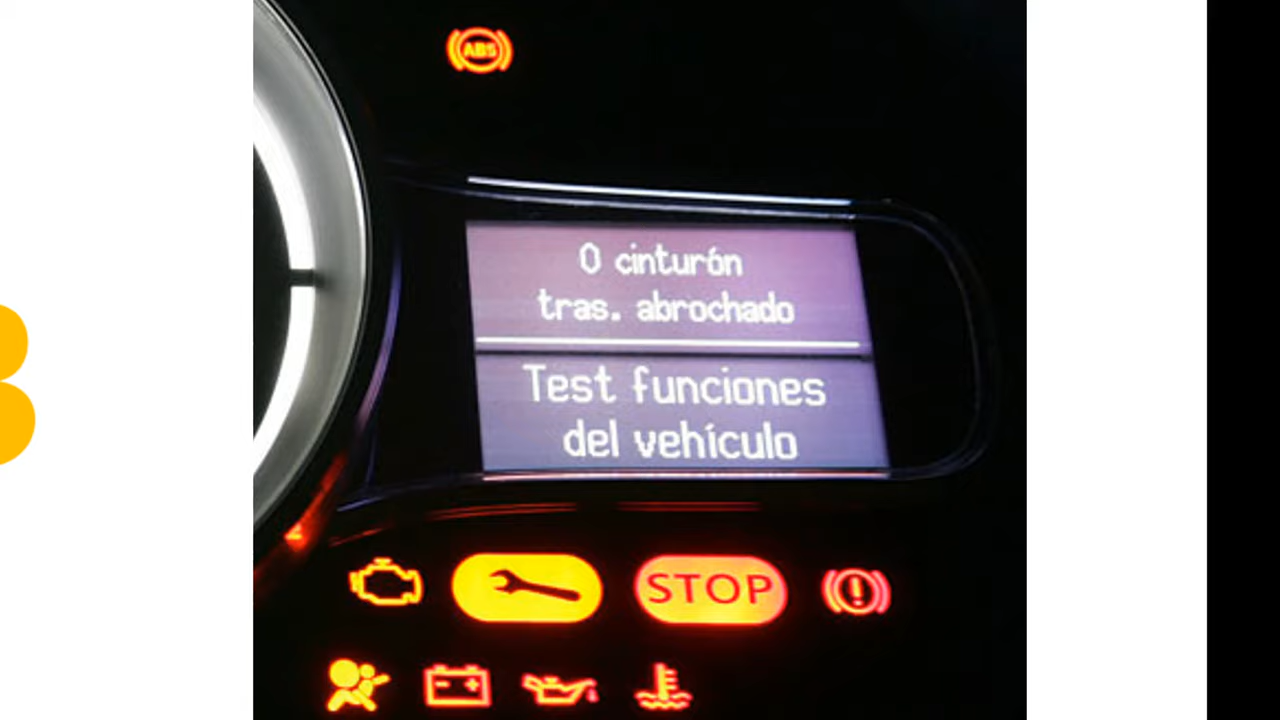 ABS
0 cinturón
tras. abrochado
Test funciones
del vehículo
STOP